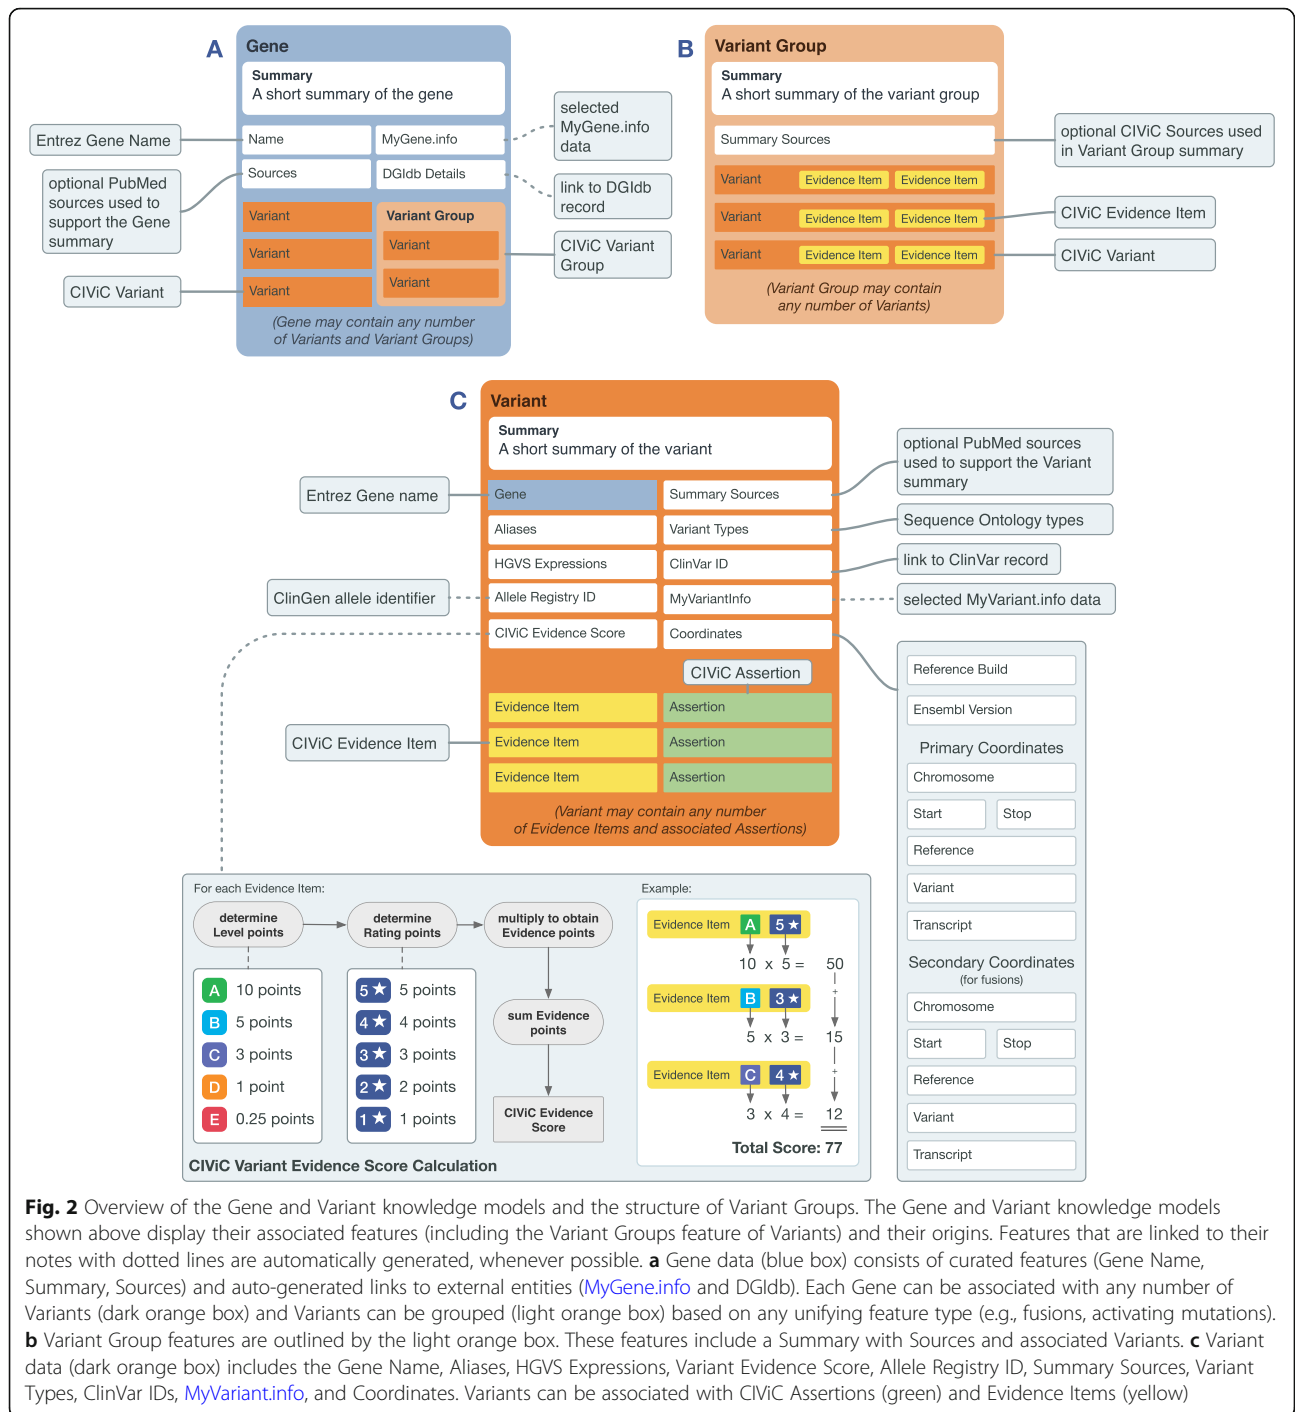 A
Gene
Summary
A short summary of the gene
Name
MyGene.info
Sources
DGIdb Details
Variant
Variant
Variant
Variant Group
Variant
Variant
(Gene may contain any number
of Variants and Variant Groups)
Entrez Gene Name
optional PubMed
sources used to
support the Gene
summary
CIViC Variant
selected
MyGene.info
data
link to DGIdb
record
CIViC Variant
Group
B
Variant Group
Summary
A short summary of the variant group
Summary Sources
Variant Evidence Item Evidence Item
Variant Evidence Item Evidence Item
Variant Evidence Item Evidence Item
(Variant Group may contain
any number of Variants)
optional CIViC Sources used
in Variant Group summary
CIViC Evidence Item
CIViC Variant
C
Variant
Summary
A short summary of the variant
Gene
Summary Sources
Aliases
Variant Types
HGVS Expressions
ClinVar ID
Allele Registry ID
MyVariantInfo
CIViC Evidence Score
Coordinates
CIViC Assertion
Evidence Item
Assertion
Evidence Item
Assertion
Evidence Item
Assertion
(Variant may contain any number
of Evidence Items and associated Assertions)
Entrez Gene name
ClinGen allele identifier
CIViC Evidence Item
optional PubMed sources
used to support the Variant
summary
Sequence Ontology types
link to ClinVar record
selected MyVariant.info data
Reference Build
Ensembl Version
Primary Coordinates
Chromosome
Start
Stop
Reference
Variant
Transcript
Secondary Coordinates
(for fusions)
Chromosome
Start
Stop
Reference
Variant
Transcript
For each Evidence Item:
determine
Level points
determine
Rating points
multiply to obtain
Evidence points
A 10 points
B 5 points
C 3 points
D 1 point
E 0.25 points
5★ 5 points
4★ 4 points
3★ 3 points
2★ 2 points
1★ 1 points
sum Evidence
points
CIViC Evidence
Score
CIViC Variant Evidence Score Calculation
Example:
Evidence Item A 5★
10 x 5 = 50
+
Evidence Item B 3★
5 x 3 = 15
+
Evidence Item C 4★
3 x 4 = 12
Total Score: 77
Fig. 2 Overview of the Gene and Variant knowledge models and the structure of Variant Groups. The Gene and Variant knowledge models
shown above display their associated features (including the Variant Groups feature of Variants) and their origins. Features that are linked to their
notes with dotted lines are automatically generated, whenever possible. a Gene data (blue box) consists of curated features (Gene Name,
Summary, Sources) and auto-generated links to external entities (MyGene.info and DGIdb). Each Gene can be associated with any number of
Variants (dark orange box) and Variants can be grouped (light orange box) based on any unifying feature type (e.g., fusions, activating mutations).
b Variant Group features are outlined by the light orange box. These features include a Summary with Sources and associated Variants. c Variant
data (dark orange box) includes the Gene Name, Aliases, HGVS Expressions, Variant Evidence Score, Allele Registry ID, Summary Sources, Variant
Types, ClinVar IDs, MyVariant.info, and Coordinates. Variants can be associated with CIViC Assertions (green) and Evidence Items (yellow)